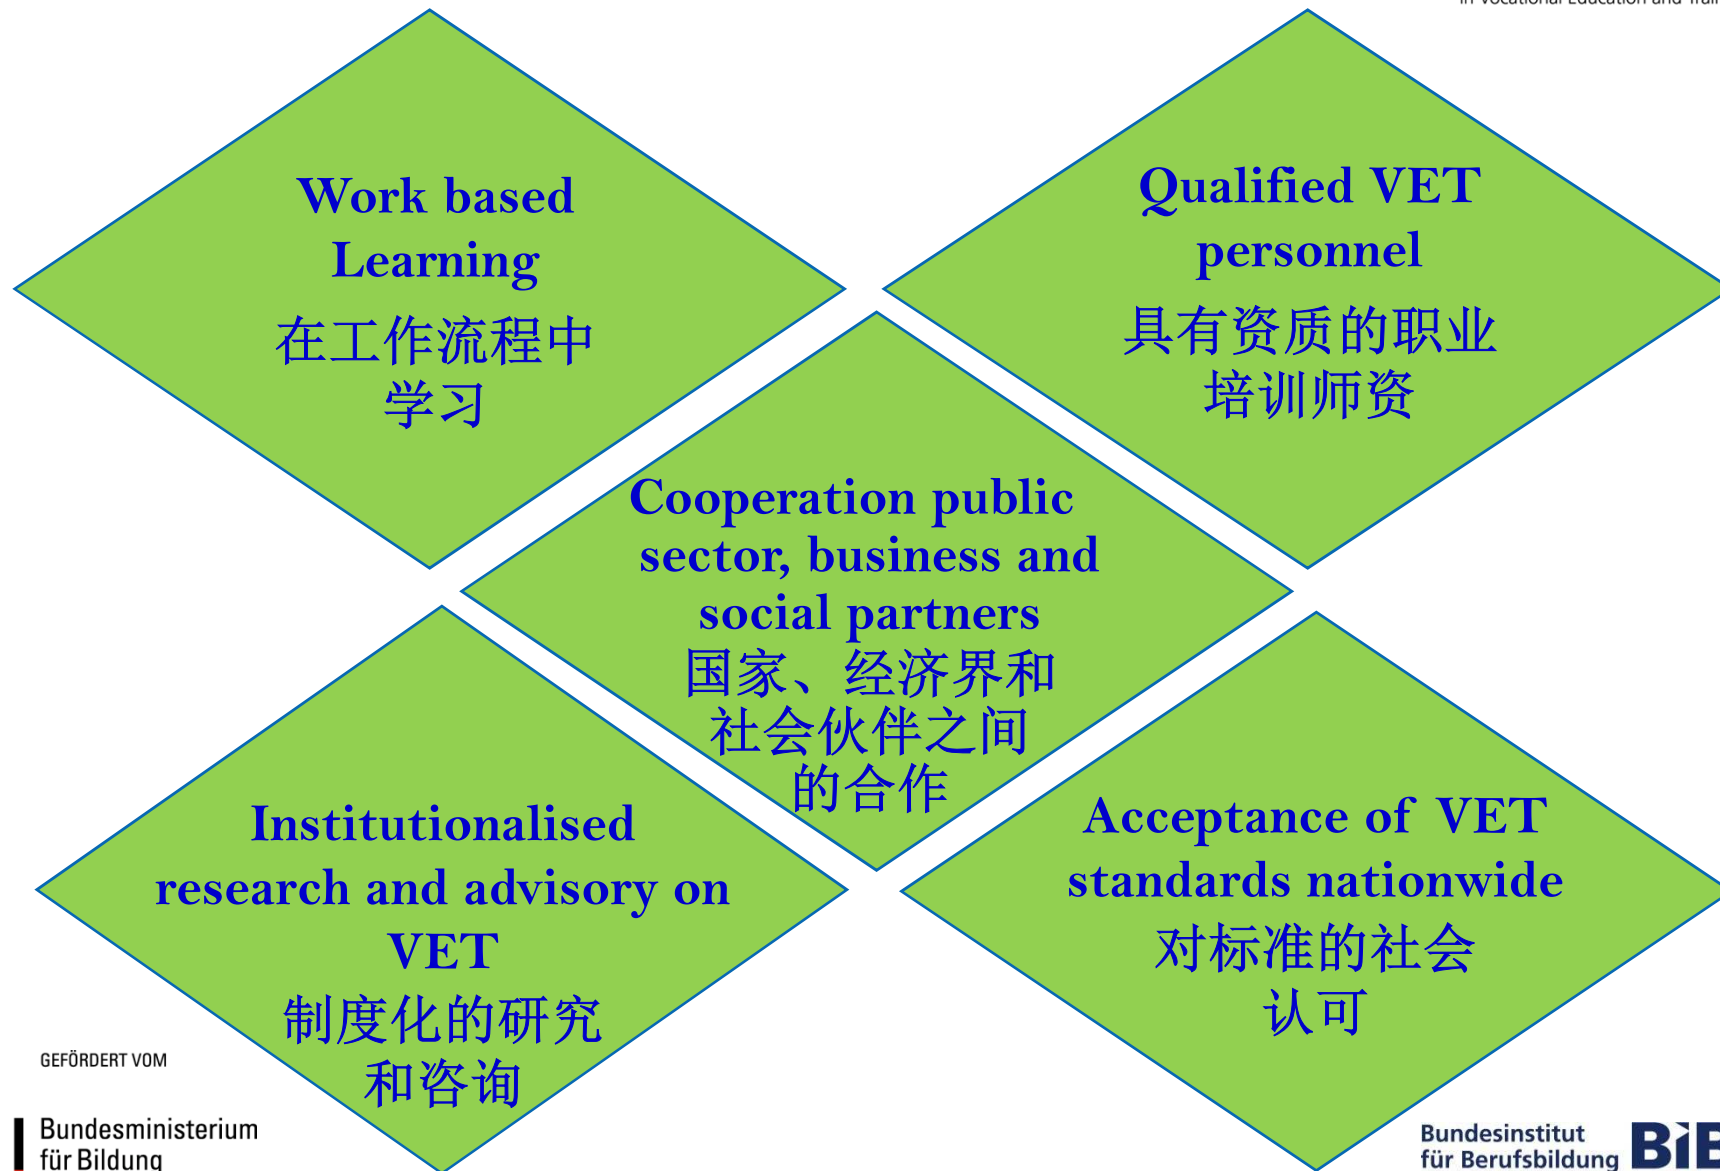 in Vocational Education and
Work based
Learning
在工作流程中
学习
Qualified VET
personnel
具有资质的职业
培训师资
Cooperation public
sector, business and
social partners
国家、经济界和
社会伙伴之间
的合作
Institutionalised
research and advisory on
VET
制度化的研究
和咨询
Acceptance of VET
standards nationwide
对标准的社会
认可
GEFÖRDERT VOM
Bundesministerium
für Bildung
Bundesinstitut
für Berufsbildung